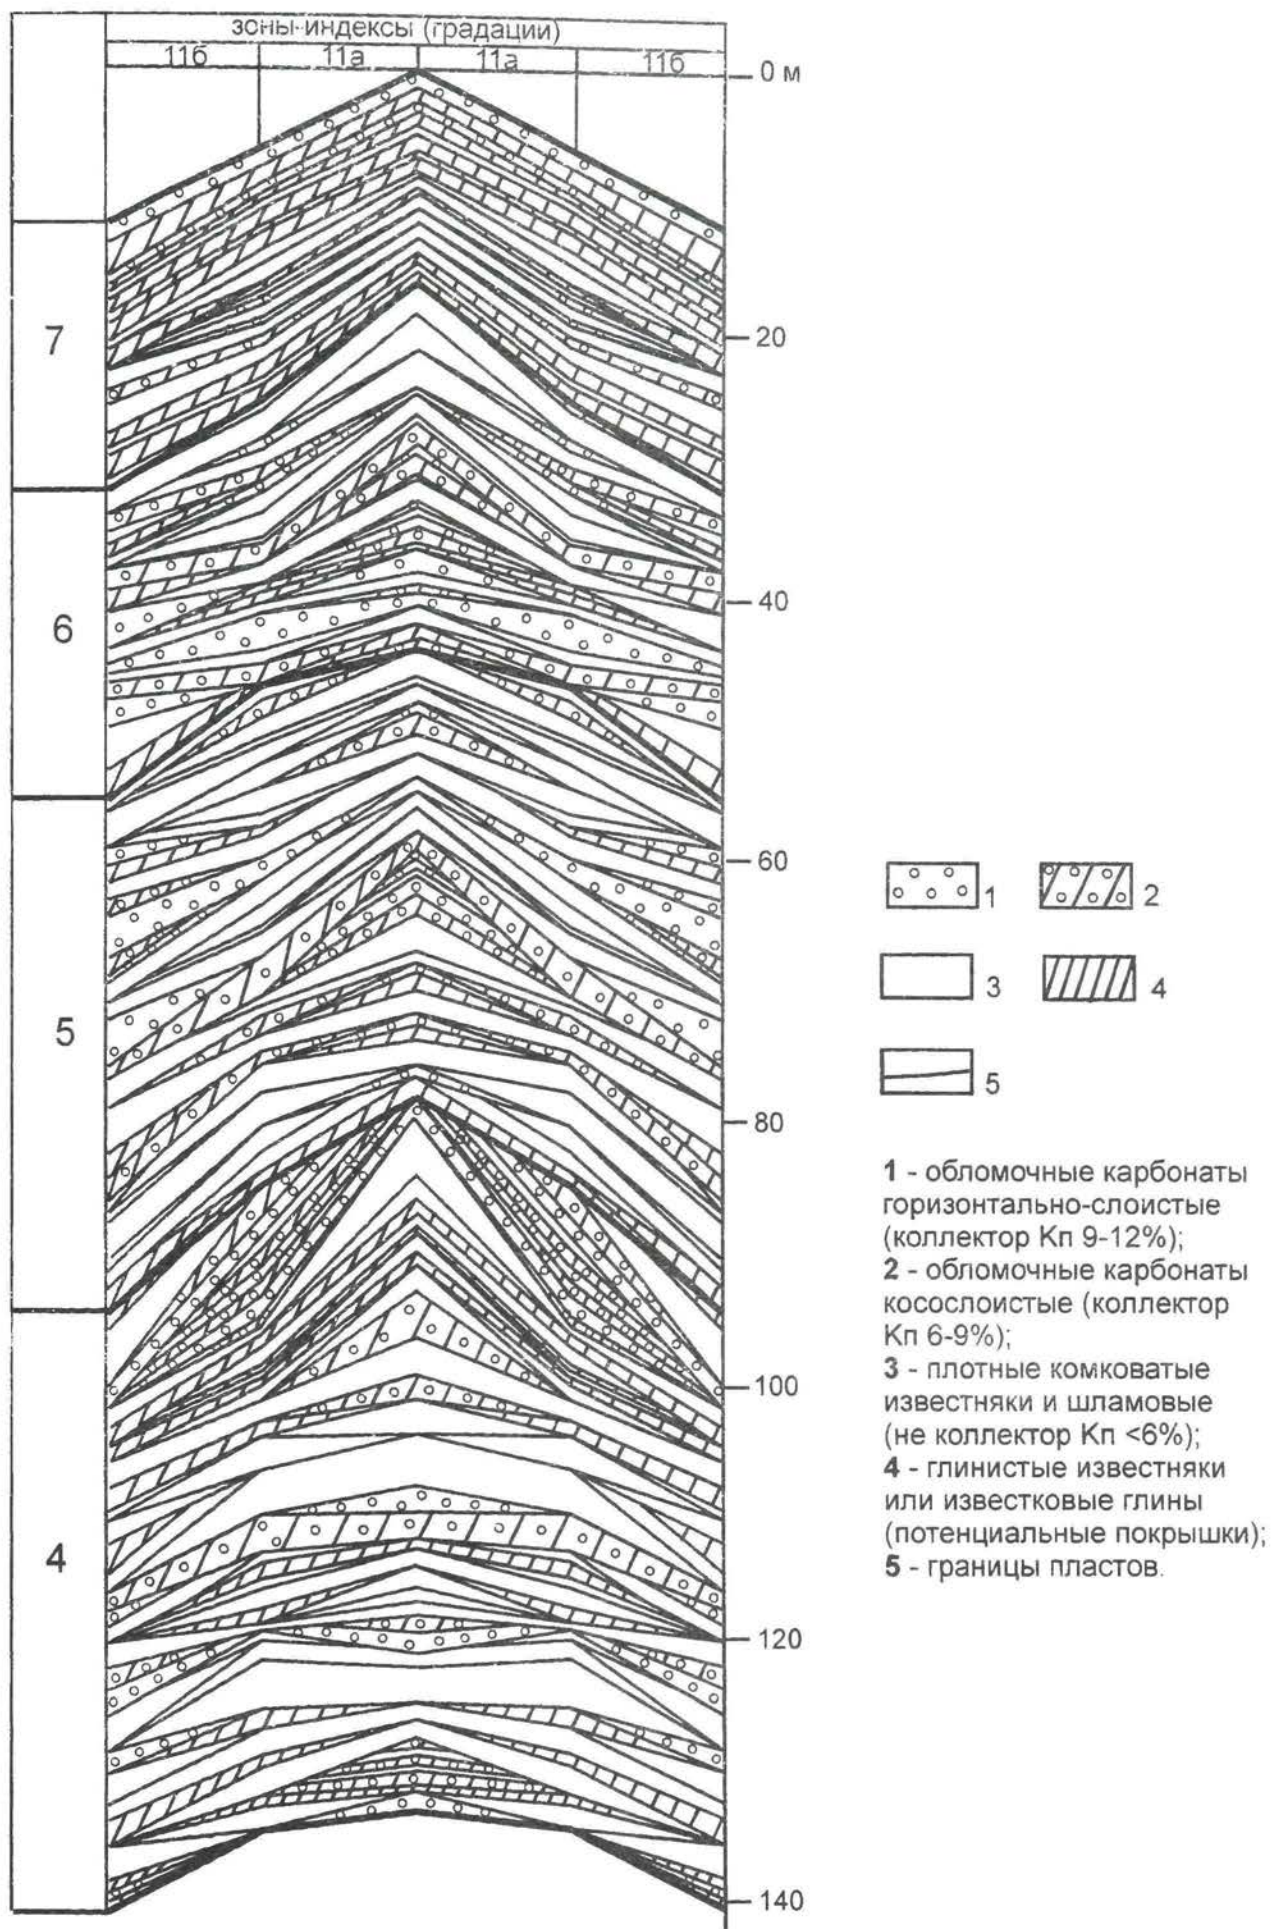 зоны-индексы (градации)
11б 11а 11а 11б
0 м
7
20
6
40
60
1 2
3 4
5
5
80
1 - обломочные карбонаты
горизонтально-слоистые
(коллектор Кп 9-12%);
2 - обломочные карбонаты
косослоистые (коллектор
Кп 6-9%);
3 - плотные комковатые
известняки и шламовые
(не коллектор Кп <6%);
4 - глинистые известняки
или известковые глины
(потенциальные покрышки);
5 - границы пластов.
100
4
120
140